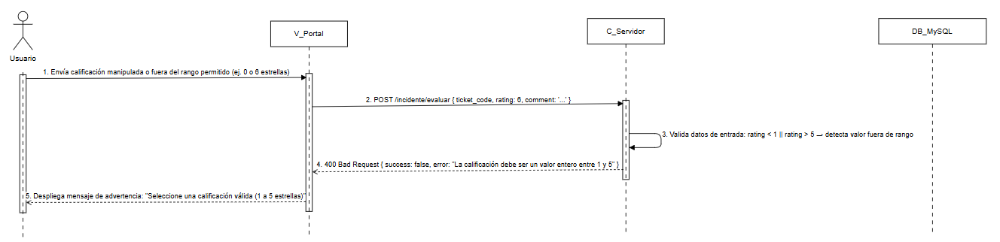 Usuario
V_Portal
C_Servidor
DB_MySQL
1. Envía calificación manipulada o fuera del rango permitido (ej. 0 o 6 estrellas)
2. POST /incidente/evaluar { ticket_code, rating: 6, comment: '...' }
3. Valida datos de entrada: rating < 1 || rating > 5 → detecta valor fuera de rango
4. 400 Bad Request { success: false, error: "La calificación debe ser un valor entero entre 1 y 5" }
5. Despliega mensaje de advertencia: "Seleccione una calificación válida (1 a 5 estrellas)"